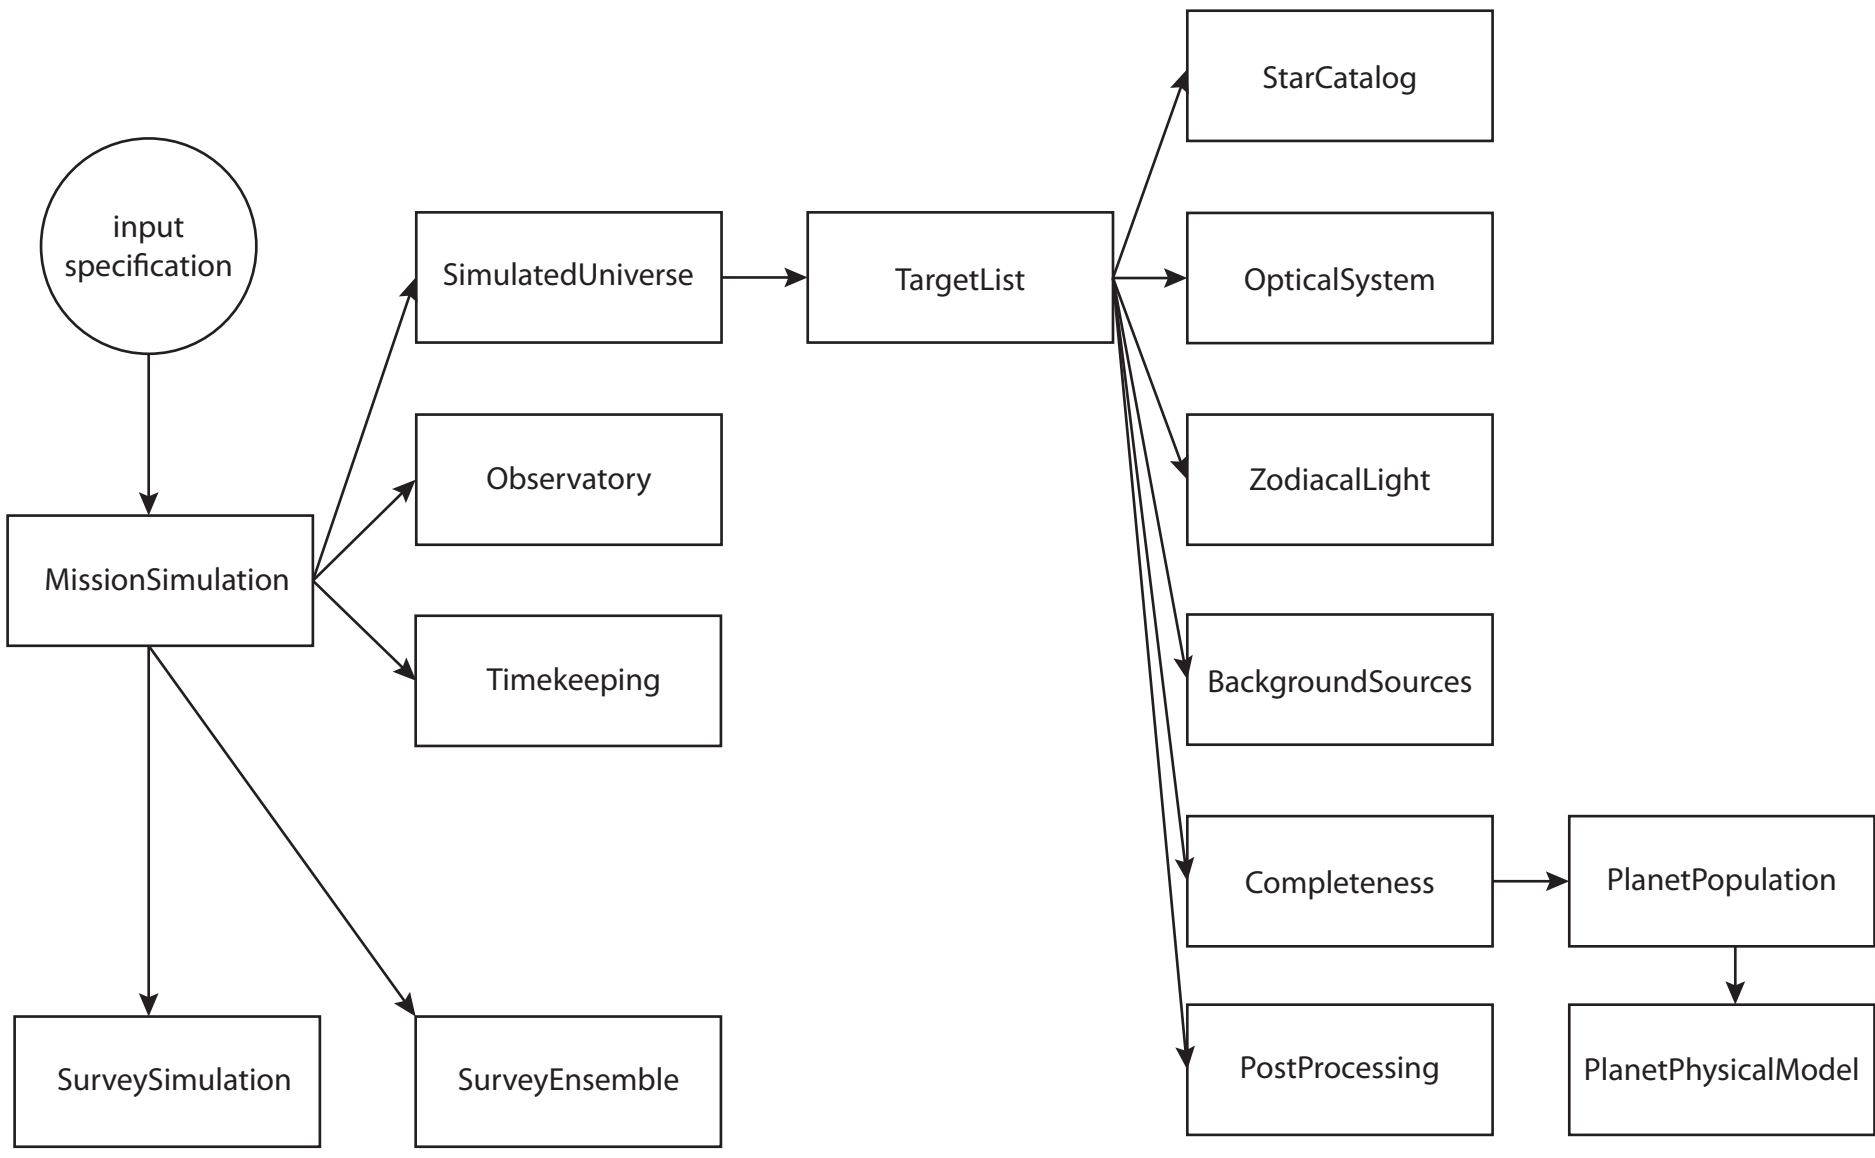 input
specification
MissionSimulation
SimulatedUniverse
Observatory
Timekeeping
SurveySimulation
SurveyEnsemble
TargetList
StarCatalog
OpticalSystem
ZodiacalLight
BackgroundSources
Completeness
PostProcessing
PlanetPopulation
PlanetPhysicalModel